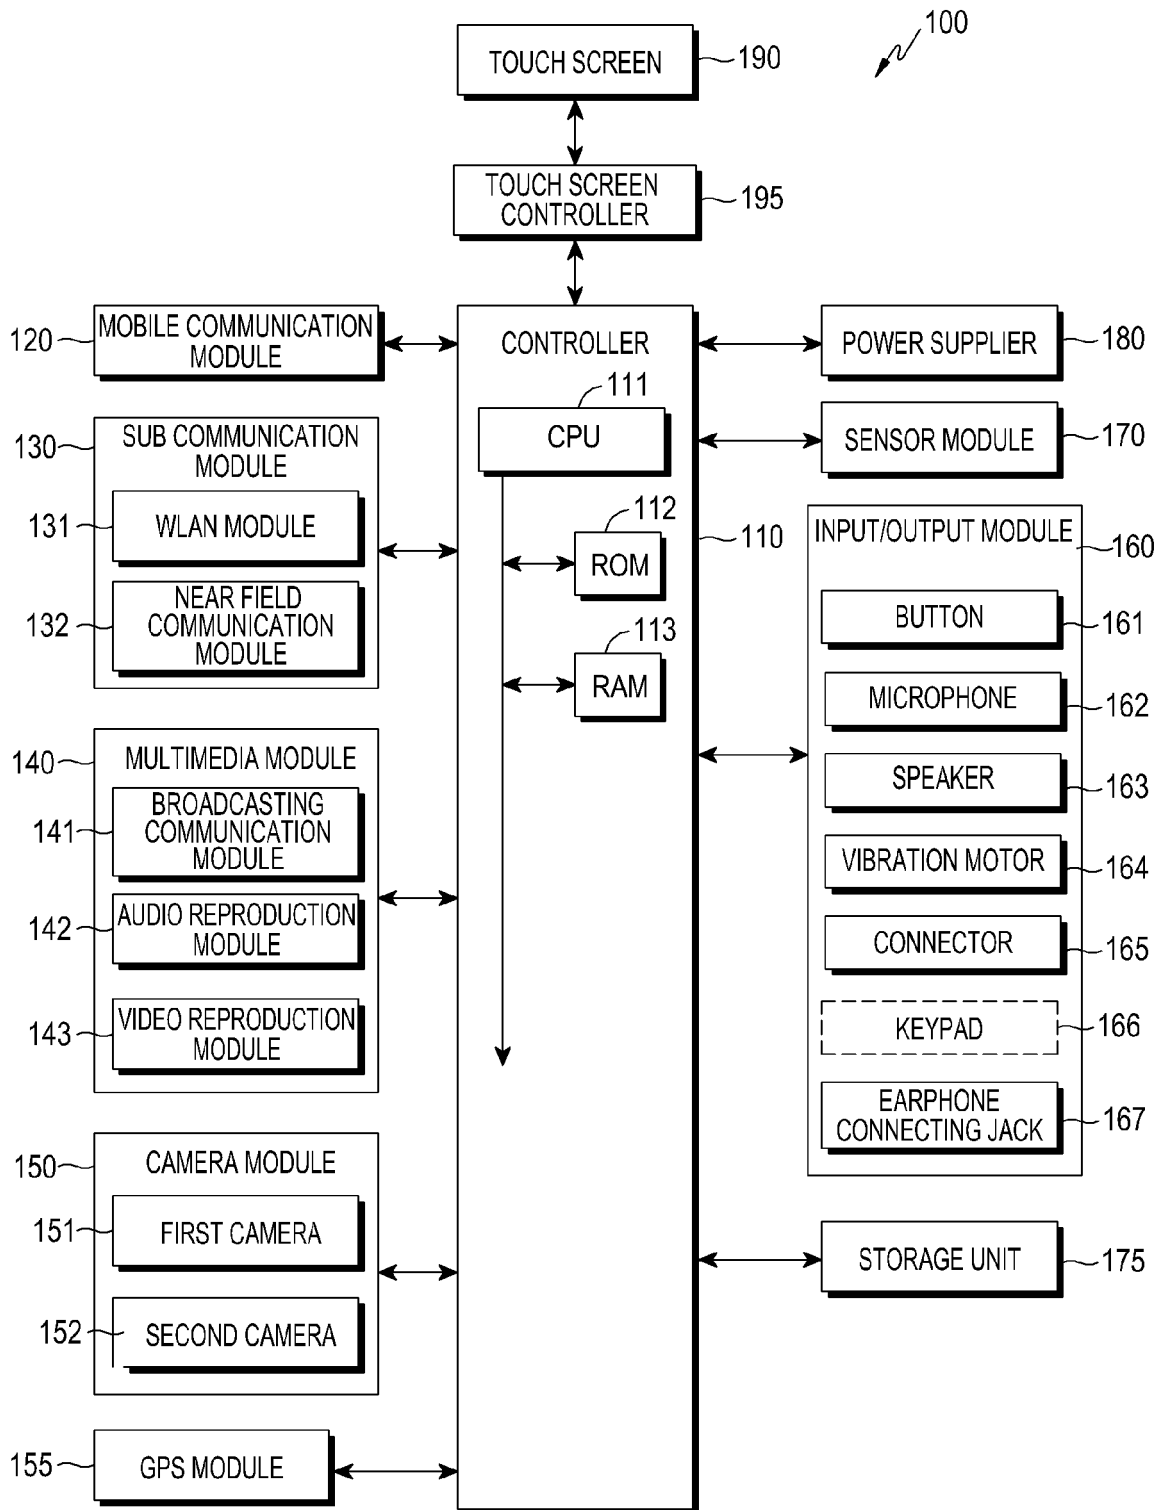 100
TOUCH SCREEN
190
TOUCH SCREEN
CONTROLLER
195
120
MOBILE COMMUNICATION
MODULE
130
SUB COMMUNICATION
MODULE
131
WLAN MODULE
132
NEAR FIELD
COMMUNICATION
MODULE
140
MULTIMEDIA MODULE
141
BROADCASTING
COMMUNICATION
MODULE
142
AUDIO REPRODUCTION
MODULE
143
VIDEO REPRODUCTION
MODULE
150
CAMERA MODULE
151
FIRST CAMERA
152
SECOND CAMERA
155
GPS MODULE
CONTROLLER
111
CPU
112
ROM
113
RAM
110
POWER SUPPLIER
180
SENSOR MODULE
170
INPUT/OUTPUT MODULE
160
BUTTON
161
MICROPHONE
162
SPEAKER
163
VIBRATION MOTOR
164
CONNECTOR
165
KEYPAD
166
EARPHONE
CONNECTING JACK
167
STORAGE UNIT
175